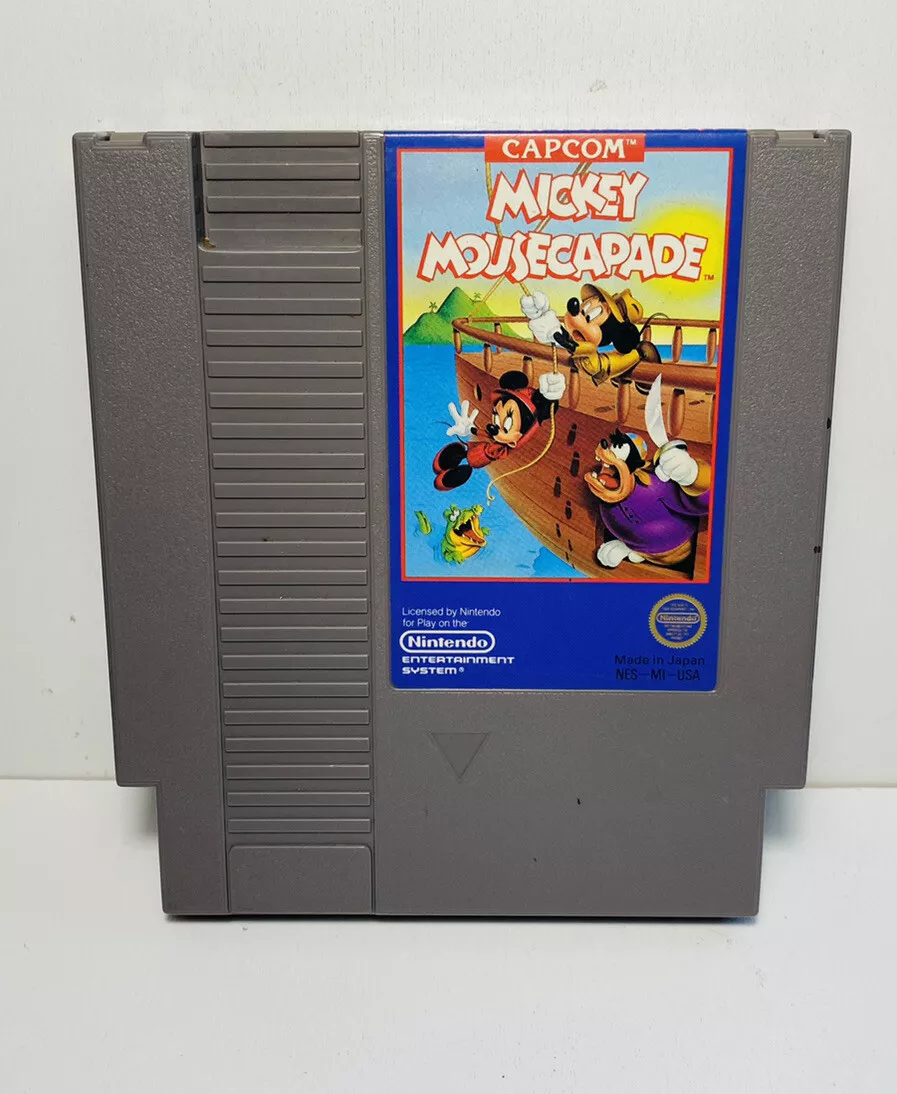 CAPCOM™
MICKEY
MOUSECAPADE™
Licensed by Nintendo
for Play on the
Nintendo®
ENTERTAINMENT
SYSTEM®
Nintendo
Made in Japan
NES-MI-USA